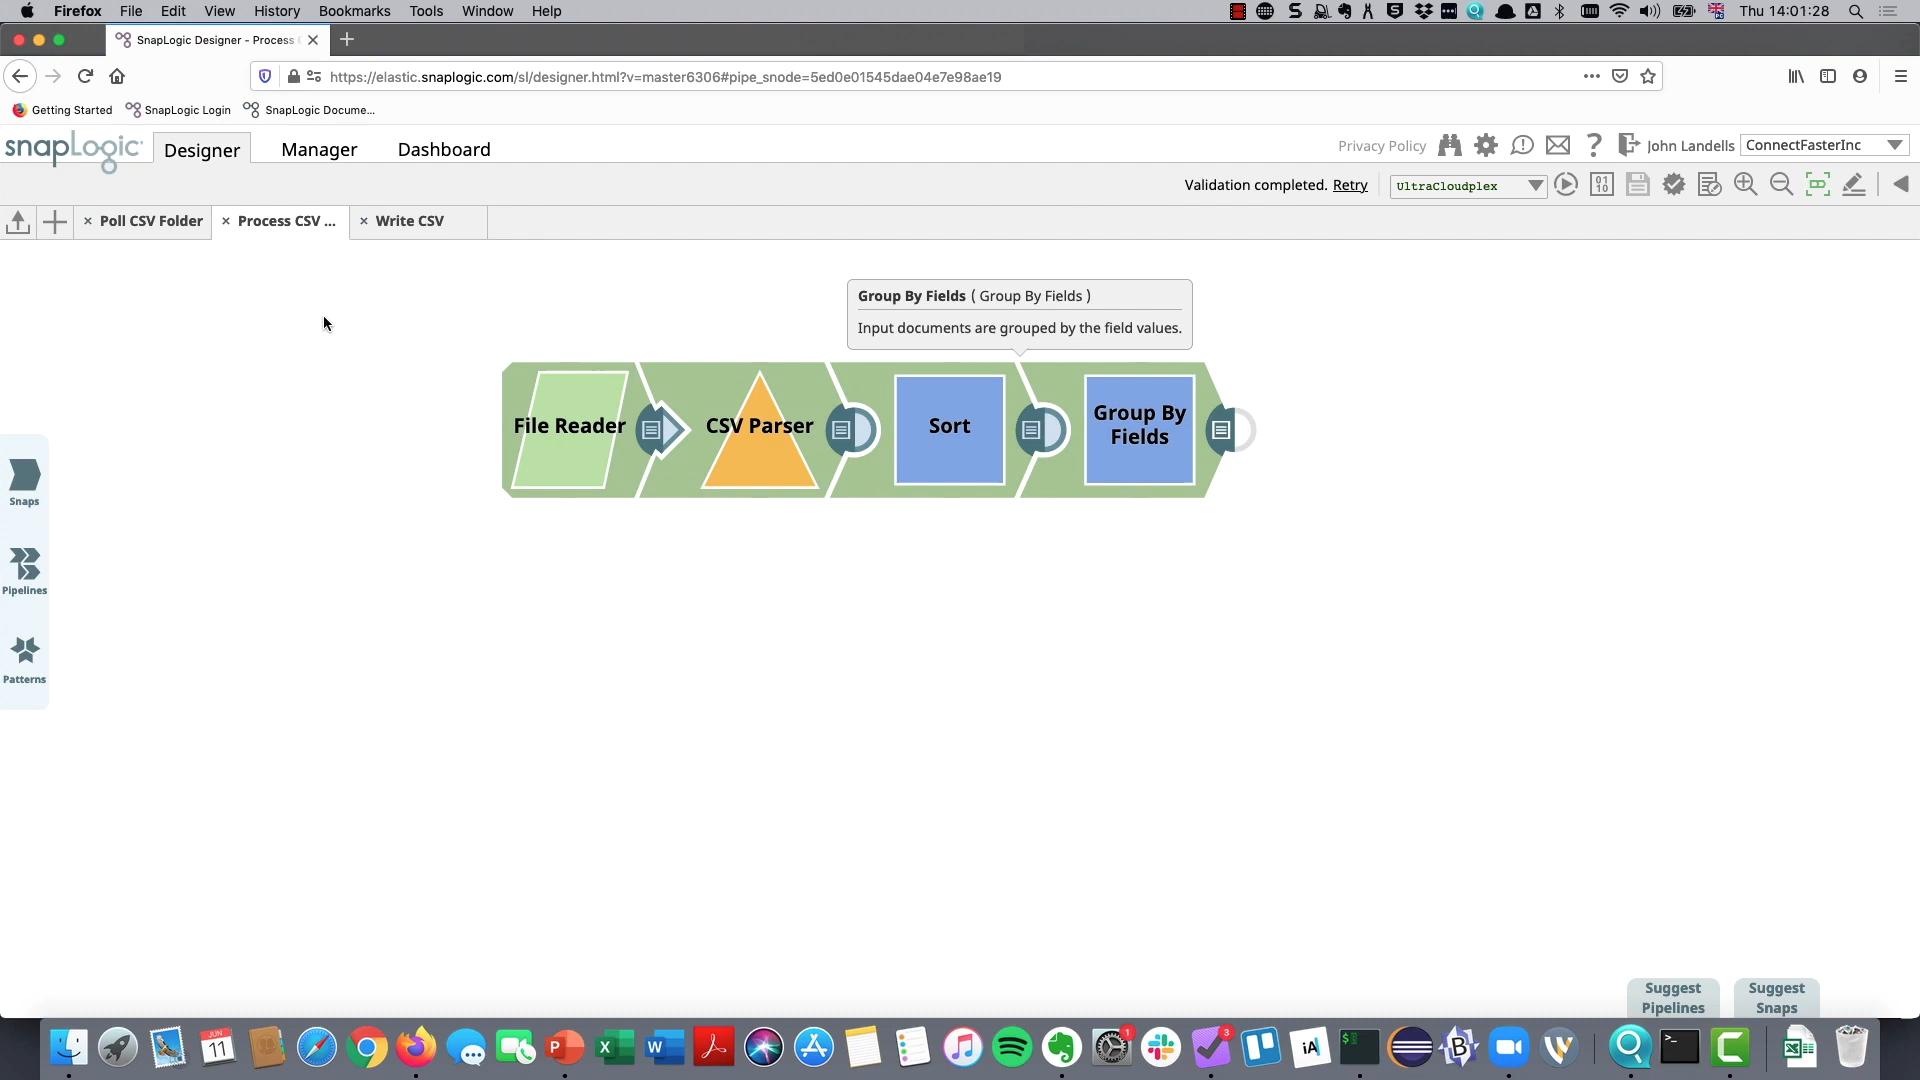 Firefox File Edit View History Bookmarks Tools Window Help
Thu 14:01:28
SnapLogic Designer - Process
https://elastic.snaplogic.com/sl/designer.html?v=master6306#pipe_snode=5ed0e01545dae04e7e98ae19
Getting Started SnapLogic Login SnapLogic Docume...
snapLogic
Designer Manager Dashboard
Privacy Policy
John Landells ConnectFasterInc
Validation completed. Retry UltraCloudplex
Poll CSV Folder Process CSV ... Write CSV
Group By Fields ( Group By Fields )
Input documents are grouped by the field values.
File Reader
CSV Parser
Sort
Group By
Fields
Snaps
Pipelines
Patterns
Suggest
Pipelines
Suggest
Snaps
JUN
11
1
3